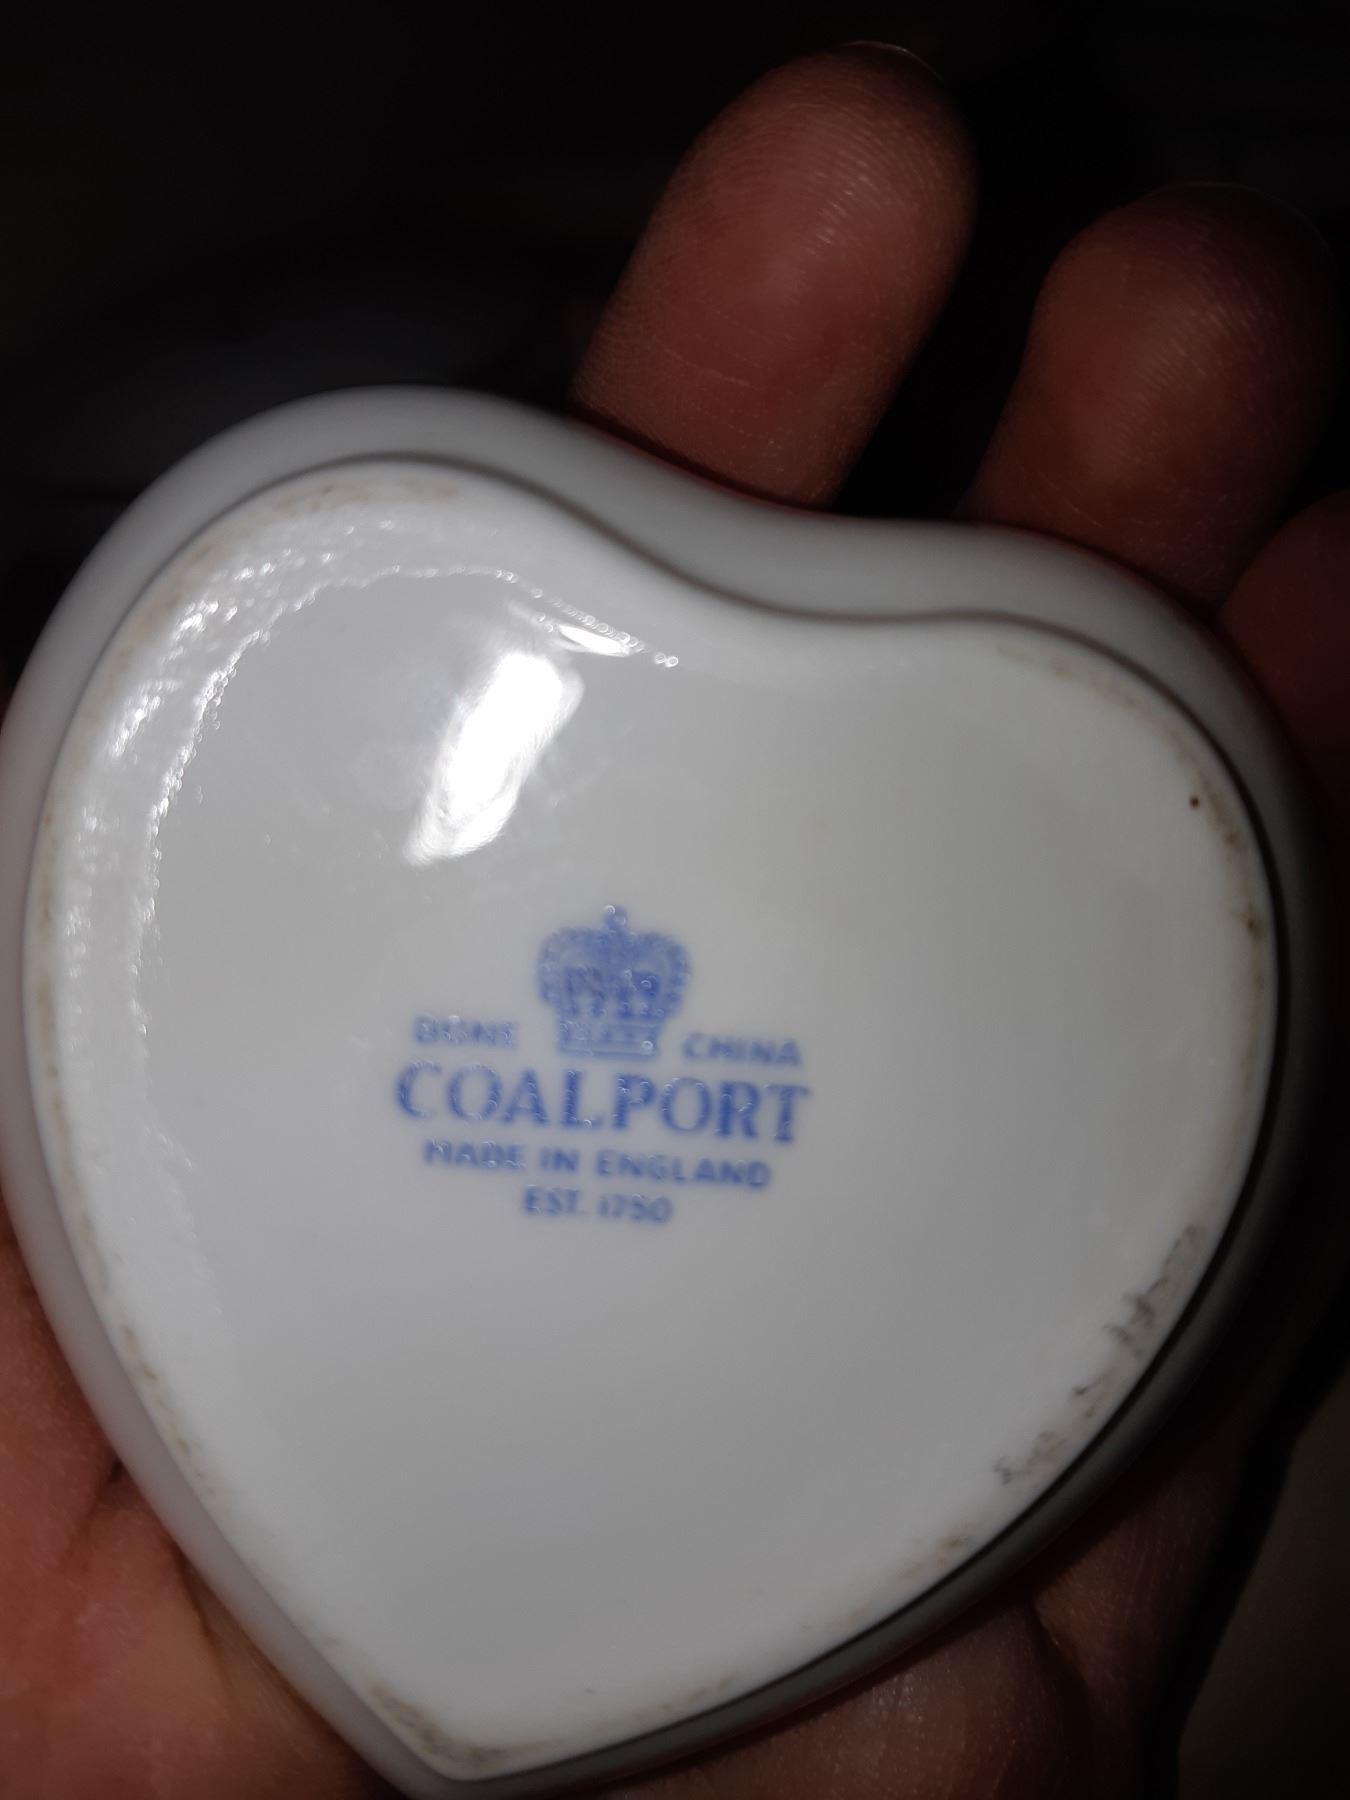 BONE CHINA
COALPORT
MADE IN ENGLAND
EST. 1750